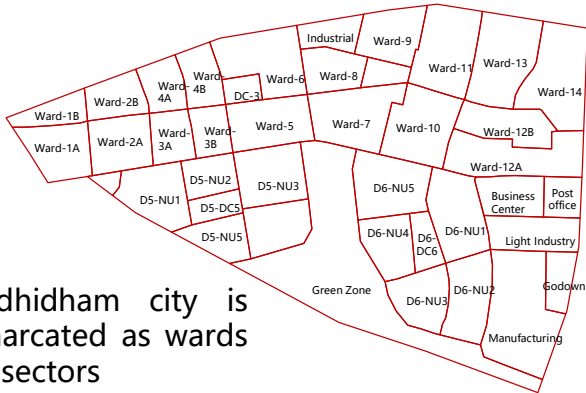 Industrial
Ward-9
Ward-11
Ward-13
Ward-14
Ward-8
Ward-6
DC-3
Ward-
4B
Ward-
4A
Ward-2B
Ward-1B
Ward-1A
Ward-2A
Ward-
3A
Ward-
3B
Ward-5
Ward-7
Ward-10
Ward-12B
Ward-12A
D5-NU1
D5-NU2
D5-DC5
D5-NU3
D5-NU5
D6-NU5
D6-NU4
D6-
DC6
D6-NU1
Business
Center
Post
office
Light Industry
Godown
Green Zone
D6-NU3
D6-NU2
Manufacturing
dhidham city is
arcated as wards
sectors